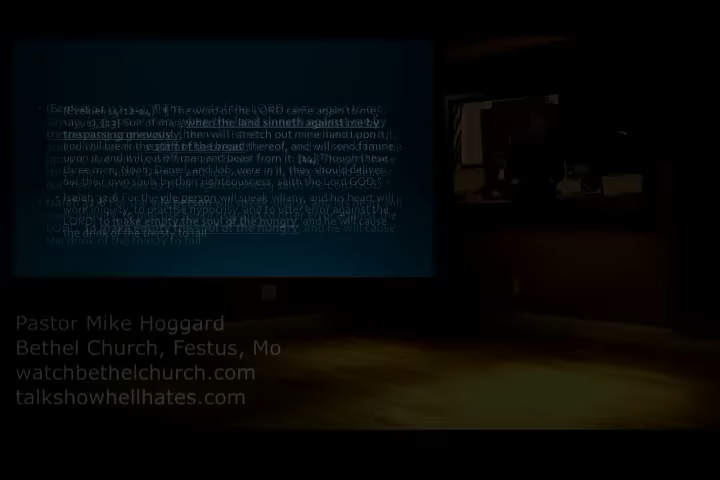 (Ezekiel 14:12-14) ¶ The word of the LORD came again to me,
saying, [13] Son of man, when the land sinneth against me by
trespassing grievously, then will I stretch out mine hand upon it,
and will break the staff of the bread thereof, and will send famine
upon it, and will cut off man and beast from it: [14] Though these
three men, Noah, Daniel, and Job, were in it, they should deliver
but their own souls by their righteousness, saith the Lord GOD.
Isaiah 32:6 For the vile person will speak villany, and his heart will
work iniquity, to practise hypocrisy, and to utter error against the
LORD, to make empty the soul of the hungry, and he will cause
the drink of the thirsty to fail
Pastor Mike Hoggard
Bethel Church, Festus, Mo
watchbethelchurch.com
talkshowhellhates.com